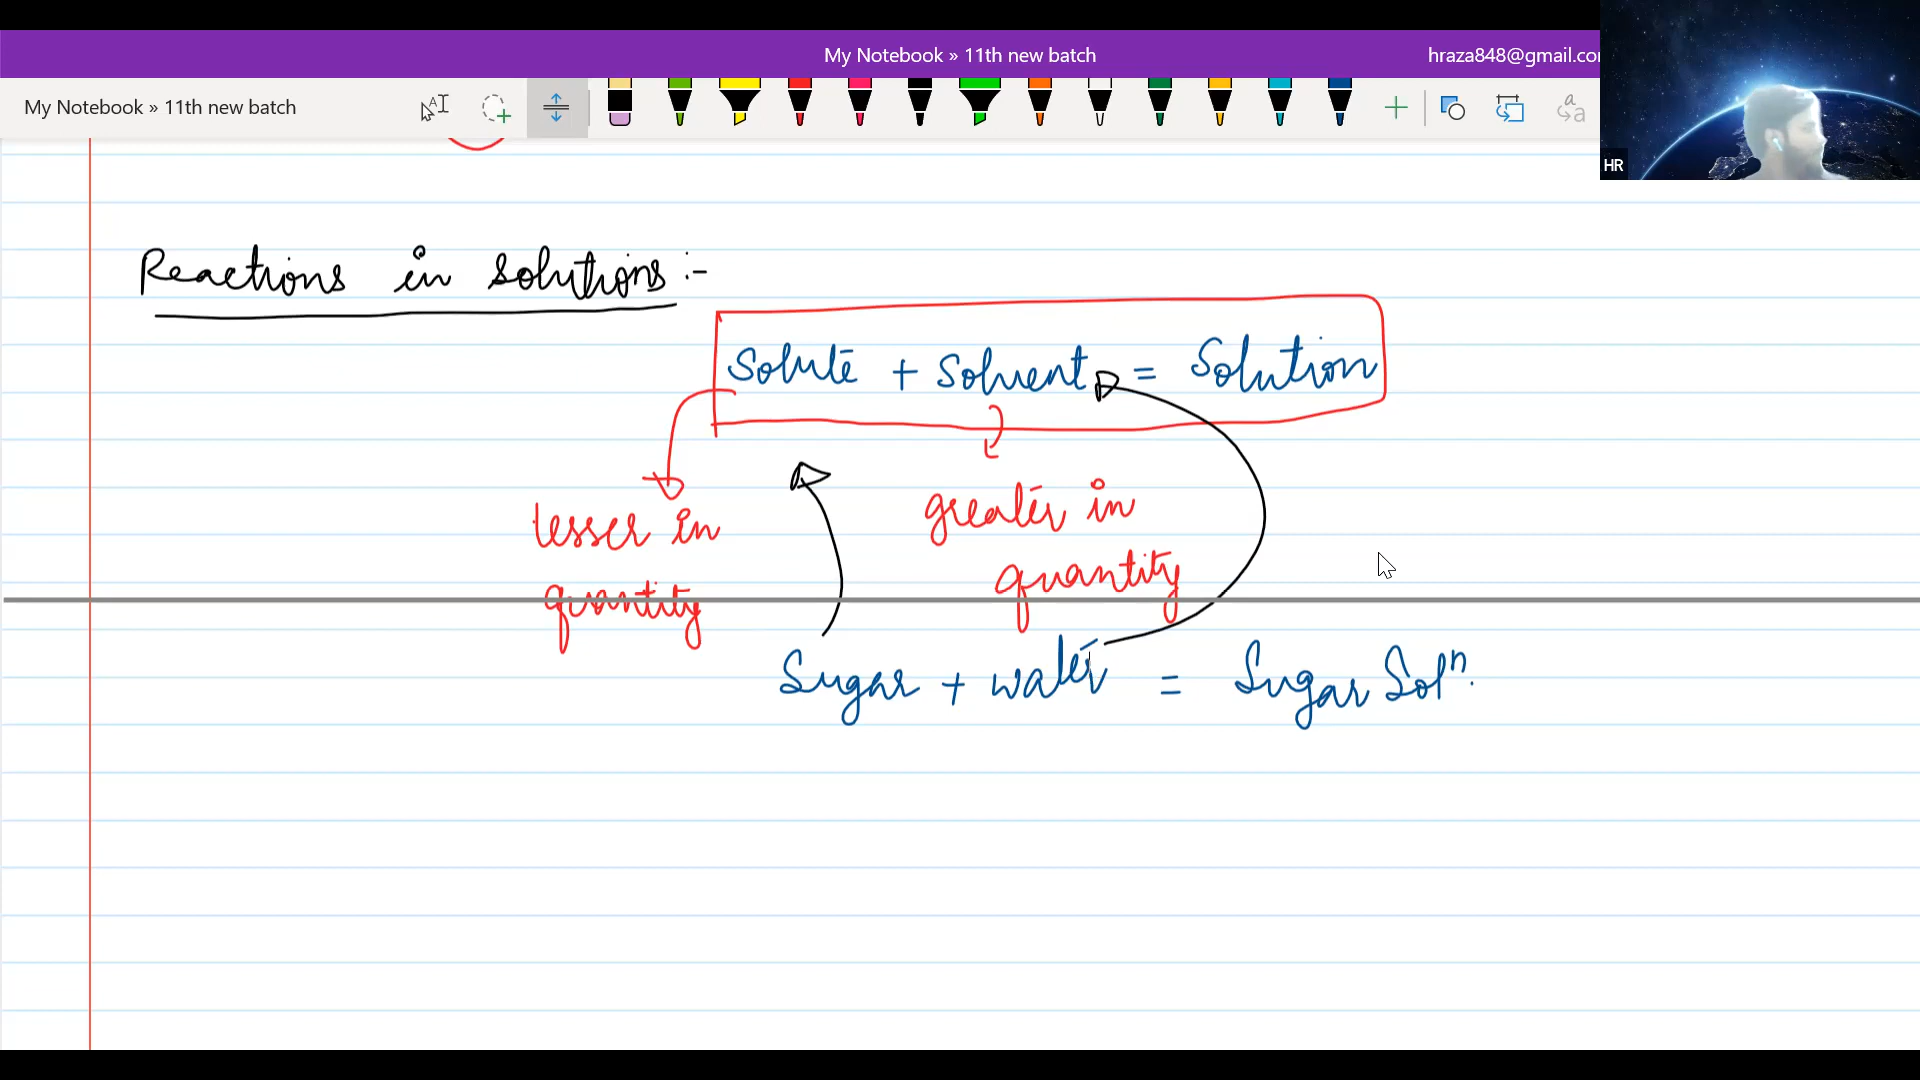 My Notebook » 11th new batch
hraza848@gmail.co
My Notebook » 11th new batch
HR
Reactions in solutions :-
Solute + Solvent = Solution
lesser in
quantity
greater in
quantity
Sugar + water = Sugar Solⁿ.